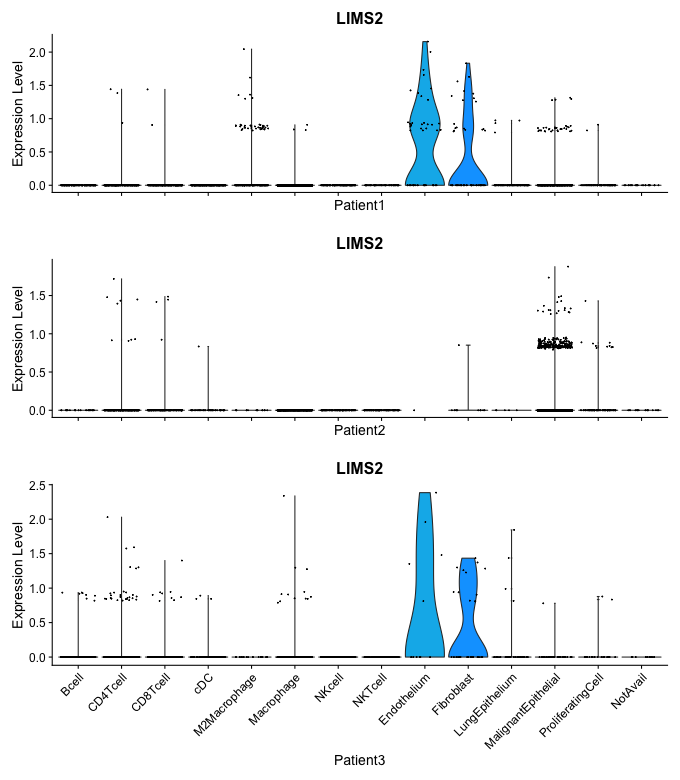 LIMS2
Expression Level
2.0
1.5
1.0
0.5
0.0
Patient1
LIMS2
Expression Level
1.5
1.0
0.5
0.0
Patient2
LIMS2
Expression Level
2.5
2.0
1.5
1.0
0.5
0.0
Bcell
CD4Tcell
CD8Tcell
cDC
M2Macrophage
Macrophage
NKcell
NKTcell
Endothelium
Fibroblast
LungEpithelium
MalignantEpithelial
ProliferatingCell
NotAvail
Patient3